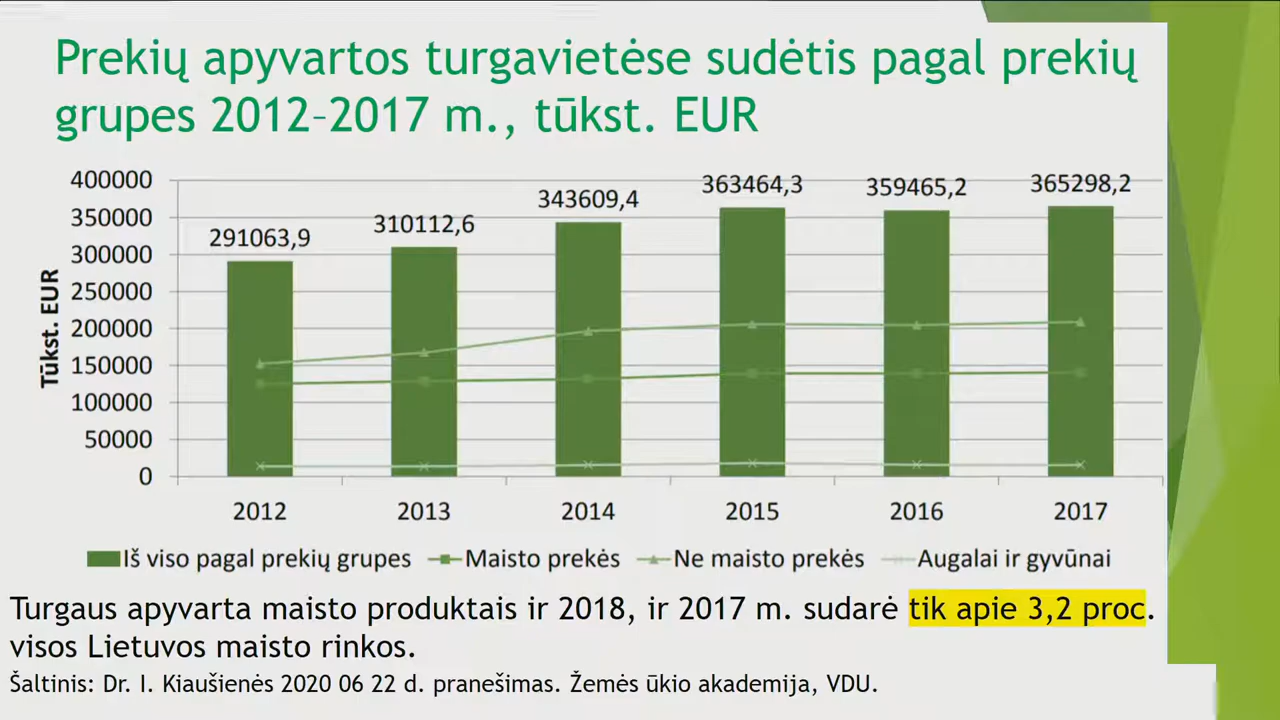 Prekių apyvartos turgavietėse sudėtis pagal prekių
grupes 2012–2017 m., tūkst. EUR
Tūkst. EUR
400000
350000
300000
250000
200000
150000
100000
50000
0
291063,9
310112,6
343609,4
363464,3
359465,2
365298,2
2012 2013 2014 2015 2016 2017
Iš viso pagal prekių grupes Maisto prekės Ne maisto prekės Augalai ir gyvūnai
Turgaus apyvarta maisto produktais ir 2018, ir 2017 m. sudarė tik apie 3,2 proc.
visos Lietuvos maisto rinkos.
Šaltinis: Dr. I. Kiaušienės 2020 06 22 d. pranešimas. Žemės ūkio akademija, VDU.